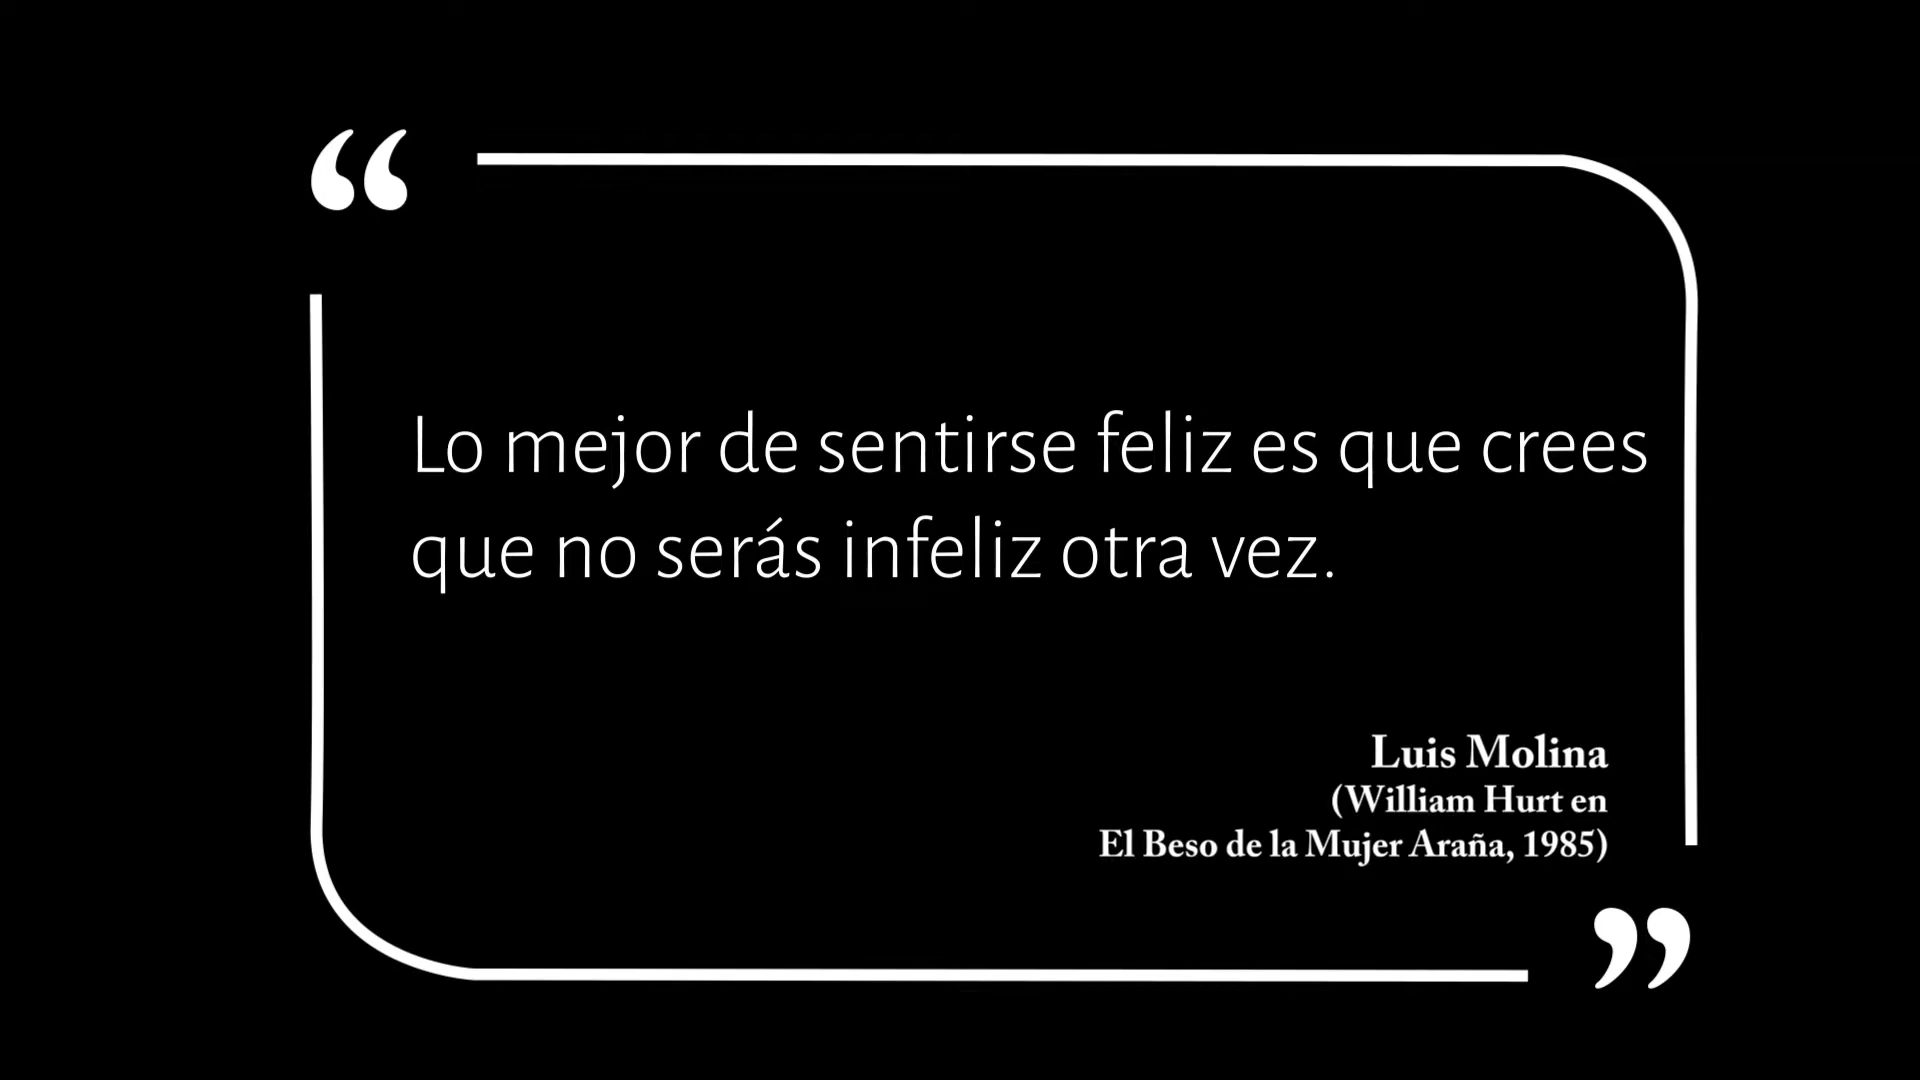 “
Lo mejor de sentirse feliz es que crees
que no serás infeliz otra vez.
Luis Molina
(William Hurt en
El Beso de la Mujer Araña, 1985)
”